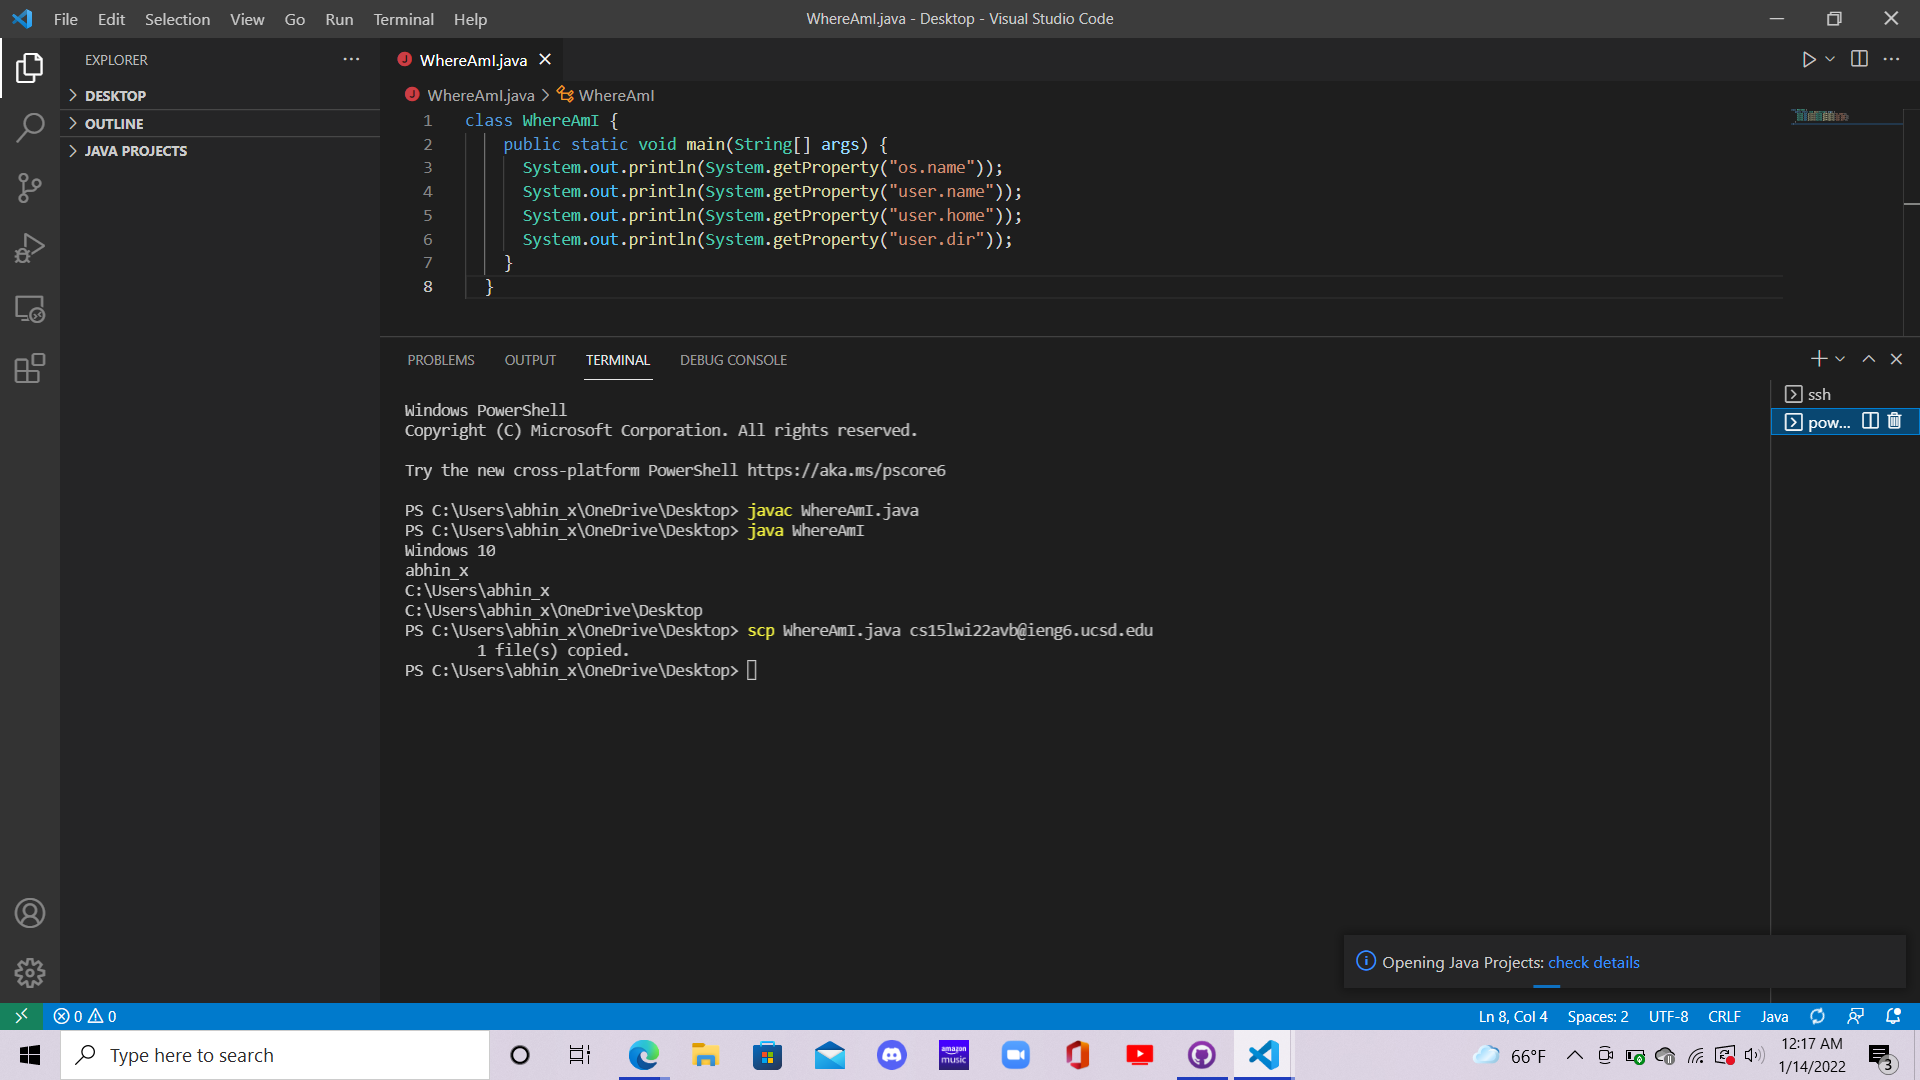 File Edit Selection View Go Run Terminal Help
WhereAmI.java - Desktop - Visual Studio Code
EXPLORER
DESKTOP
OUTLINE
JAVA PROJECTS
WhereAmI.java
WhereAmI.java > WhereAmI
1 class WhereAmI {
2 public static void main(String[] args) {
3 System.out.println(System.getProperty("os.name"));
4 System.out.println(System.getProperty("user.name"));
5 System.out.println(System.getProperty("user.home"));
6 System.out.println(System.getProperty("user.dir"));
7 }
8 }
PROBLEMS OUTPUT TERMINAL DEBUG CONSOLE
ssh
pow...
Windows PowerShell
Copyright (C) Microsoft Corporation. All rights reserved.
Try the new cross-platform PowerShell https://aka.ms/pscore6
PS C:\Users\abhin_x\OneDrive\Desktop> javac WhereAmI.java
PS C:\Users\abhin_x\OneDrive\Desktop> java WhereAmI
Windows 10
abhin_x
C:\Users\abhin_x
C:\Users\abhin_x\OneDrive\Desktop
PS C:\Users\abhin_x\OneDrive\Desktop> scp WhereAmI.java cs15lwi22avb@ieng6.ucsd.edu
1 file(s) copied.
PS C:\Users\abhin_x\OneDrive\Desktop>
Opening Java Projects: check details
0 0
Ln 8, Col 4 Spaces: 2 UTF-8 CRLF Java
Type here to search
amazon music
66°F
12:17 AM
1/14/2022
3